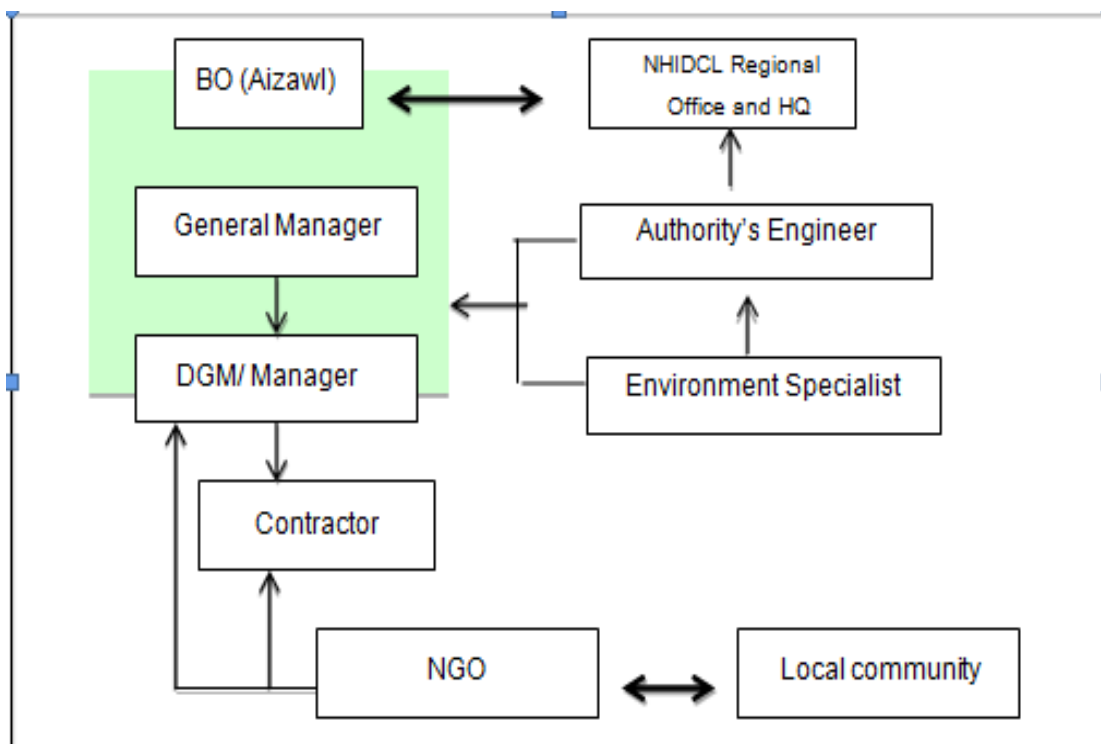 BO (Aizawl)
NHIDCL Regional
Office and HQ
General Manager
Authority’s Engineer
DGM/ Manager
Environment Specialist
Contractor
NGO
Local community